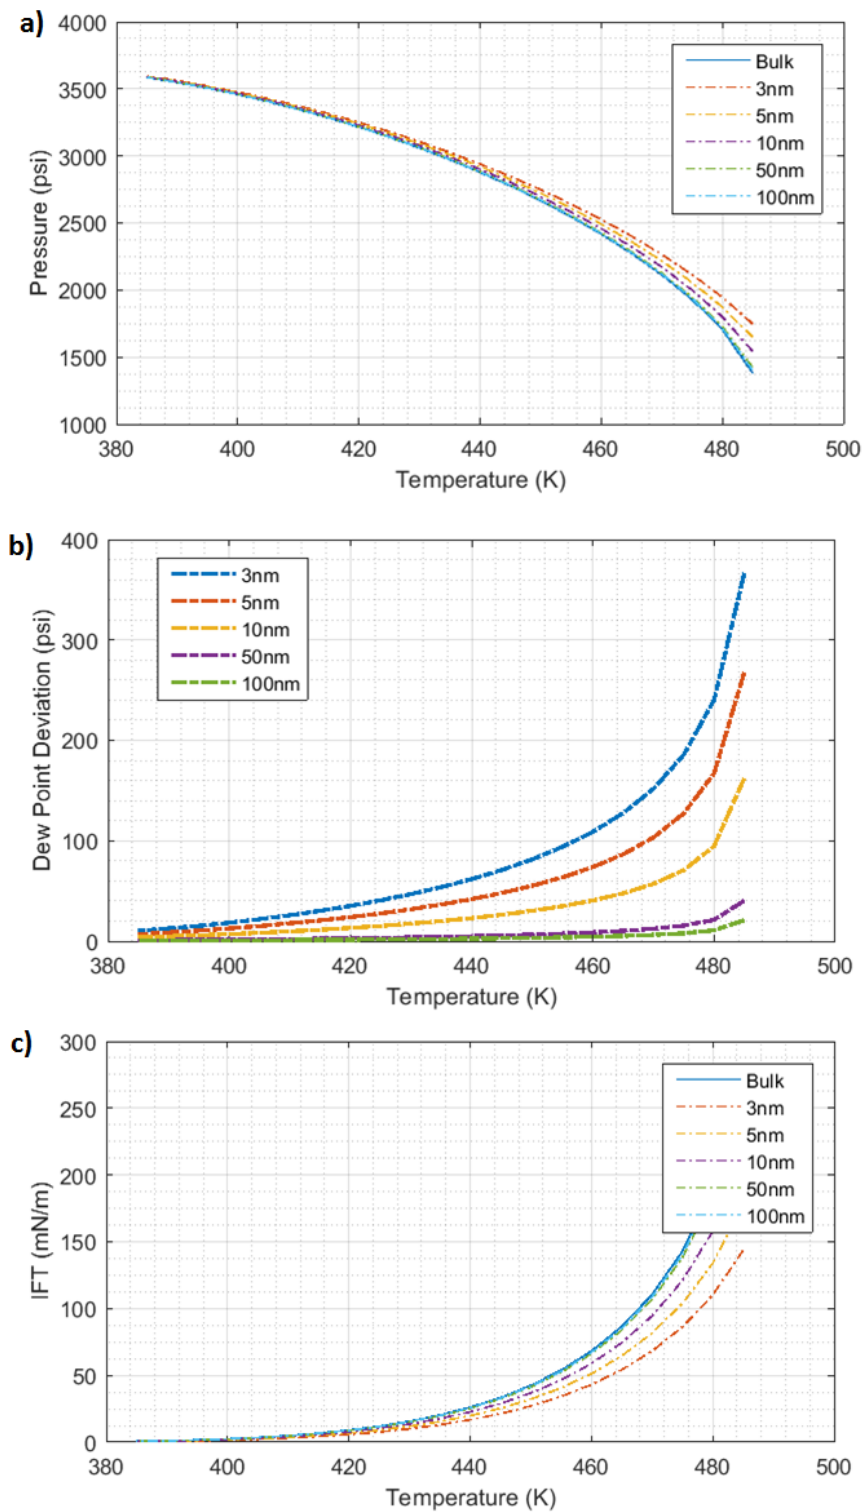 a)
4000
3500
3000
2500
2000
1500
1000
Pressure (psi)
Bulk
3nm
5nm
10nm
50nm
100nm
380
400
420
440
460
480
500
Temperature (K)
b)
400
300
200
100
0
Dew Point Deviation (psi)
3nm
5nm
10nm
50nm
100nm
380
400
420
440
460
480
500
Temperature (K)
c)
300
250
200
150
100
50
0
IFT (mN/m)
Bulk
3nm
5nm
10nm
50nm
100nm
380
400
420
440
460
480
500
Temperature (K)